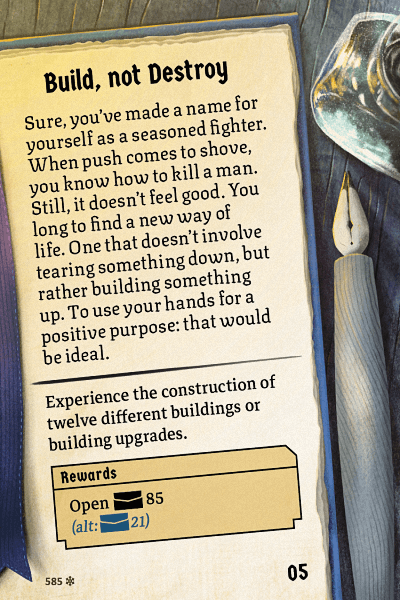 Build, not Destroy
Sure, you've made a name for
yourself as a seasoned fighter.
When push comes to shove,
you know how to kill a man.
Still, it doesn't feel good. You
long to find a new way of
life. One that doesn't involve
tearing something down, but
rather building something
up. To use your hands for a
positive purpose: that would
be ideal.
Experience the construction of
twelve different buildings or
building upgrades.
Rewards
Open 85
(alt: 21)
585
05